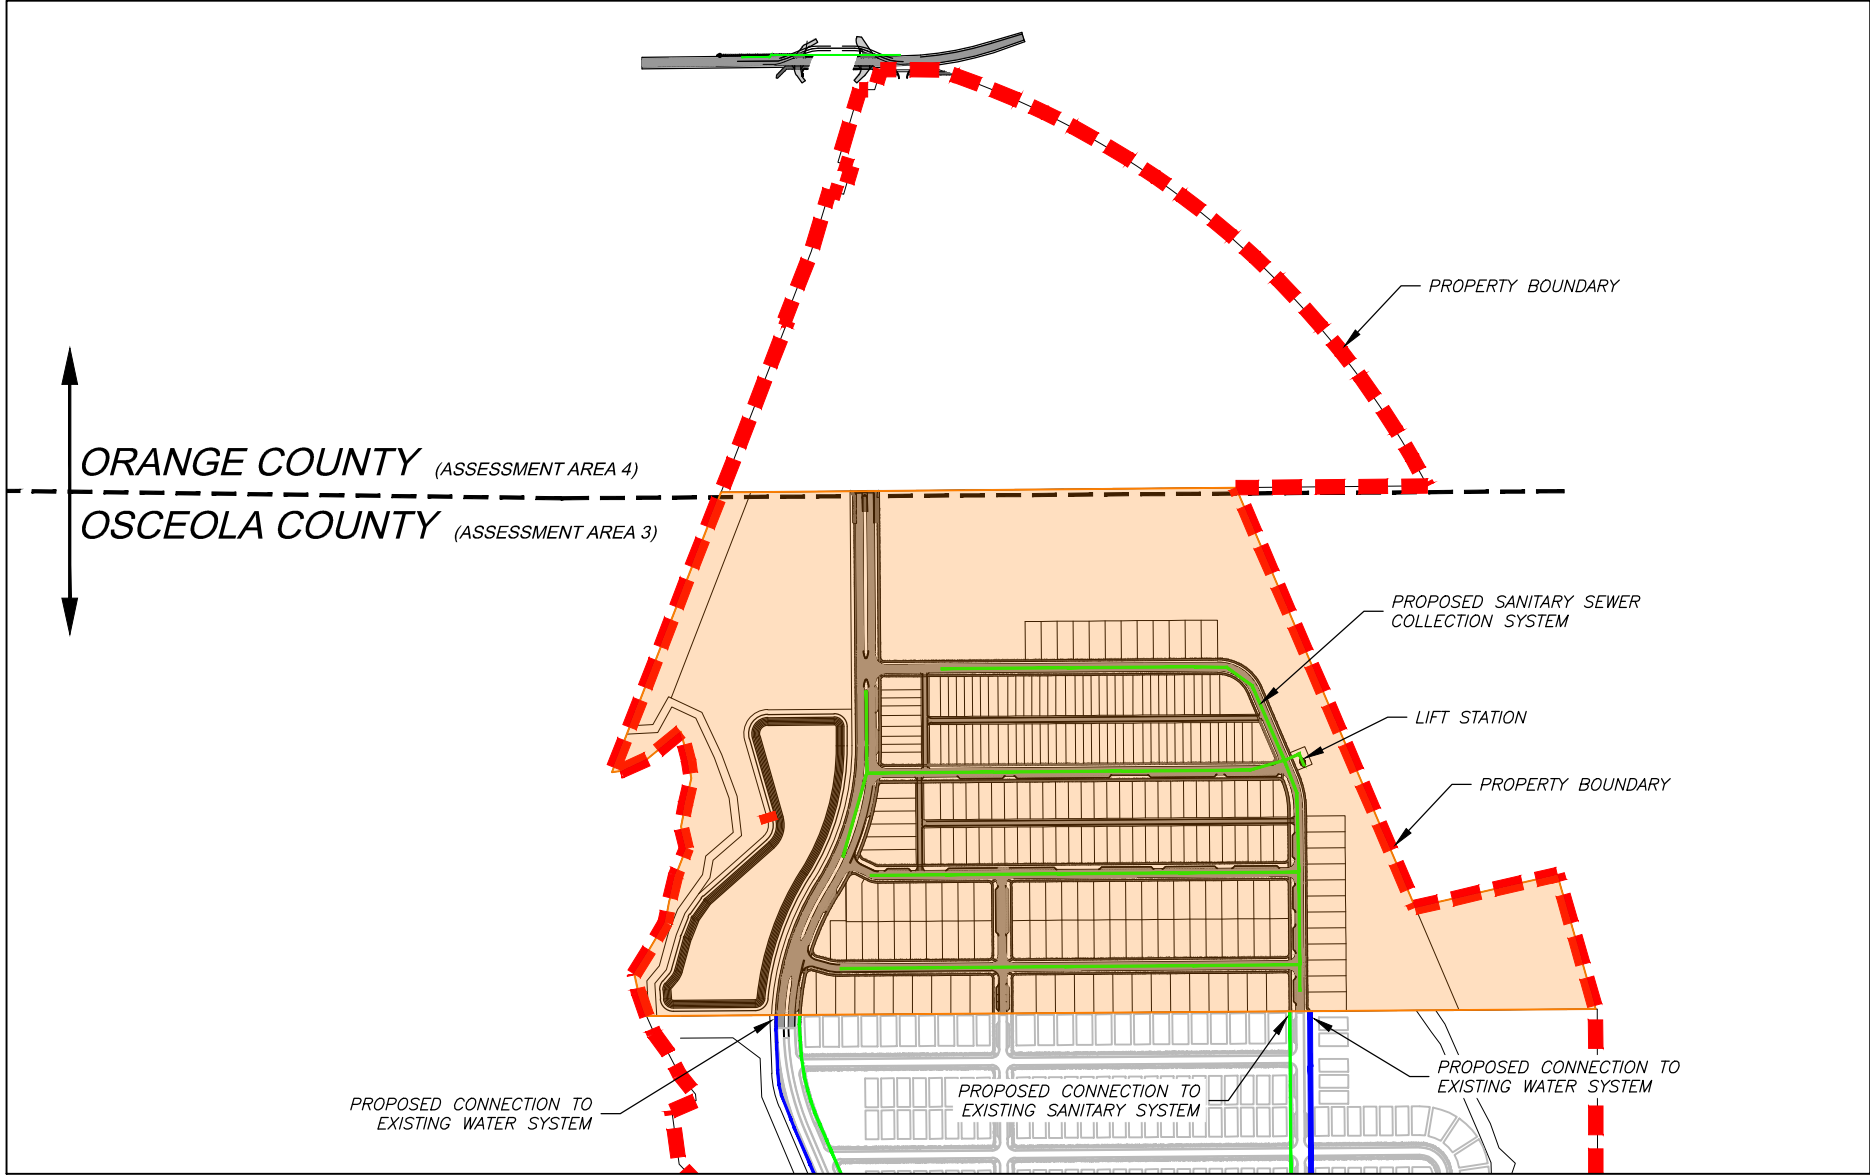 PROPERTY BOUNDARY
ORANGE COUNTY (ASSESSMENT AREA 4)
OSCEOLA COUNTY (ASSESSMENT AREA 3)
PROPOSED SANITARY SEWER
COLLECTION SYSTEM
LIFT STATION
PROPERTY BOUNDARY
PROPOSED CONNECTION TO
EXISTING WATER SYSTEM
PROPOSED CONNECTION TO
EXISTING SANITARY SYSTEM
PROPOSED CONNECTION TO
EXISTING WATER SYSTEM